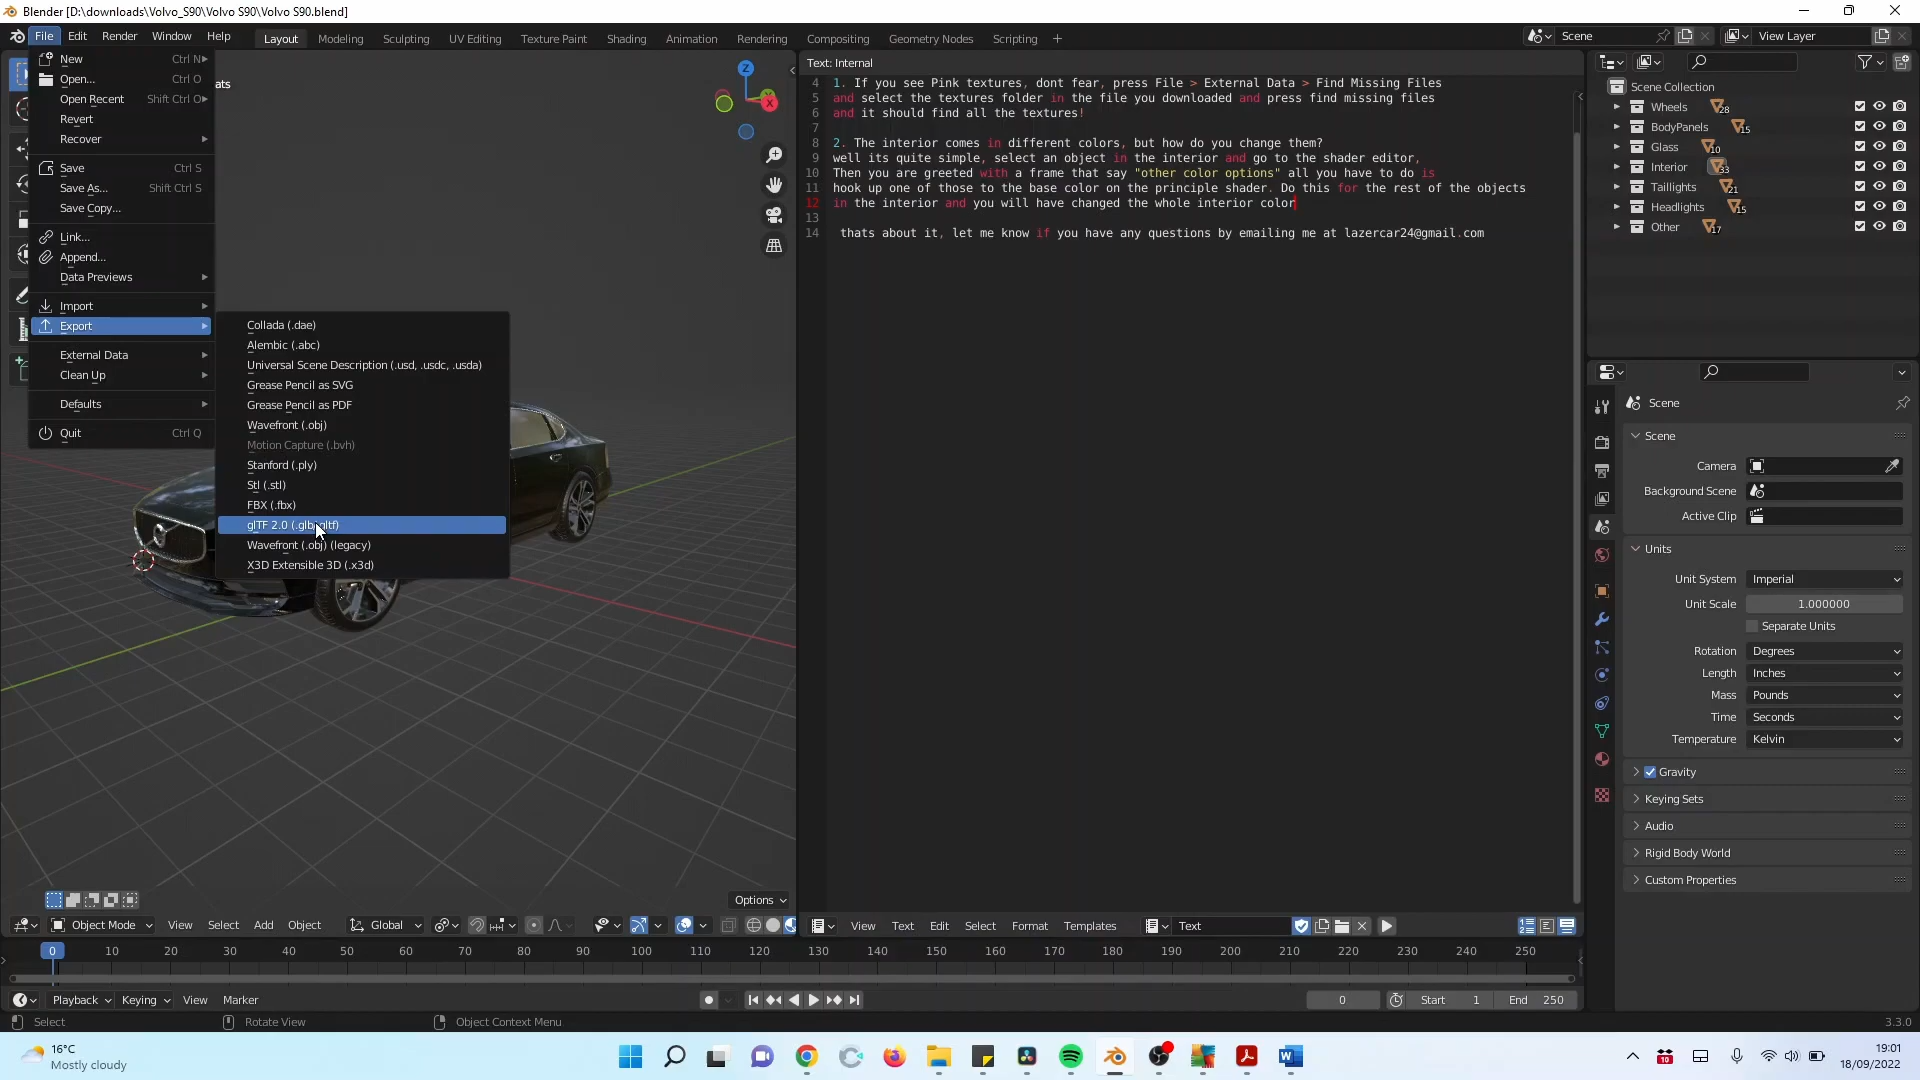 Blender [D:\downloads\Volvo_S90\Volvo S90\Volvo S90.blend]
File Edit Render Window Help Layout Modeling Sculpting UV Editing Texture Paint Shading Animation Rendering Compositing Geometry Nodes Scripting + Scene View Layer
New Ctrl N
Open... Ctrl O
Open Recent Shift Ctrl O
Revert
Recover
Save Ctrl S
Save As... Shift Ctrl S
Save Copy...
Link...
Append...
Data Previews
Import
Export
External Data
Clean Up
Defaults
Quit Ctrl Q
ats
Z
X
Collada (.dae)
Alembic (.abc)
Universal Scene Description (.usd, .usdc, .usda)
Grease Pencil as SVG
Grease Pencil as PDF
Wavefront (.obj)
Motion Capture (.bvh)
Stanford (.ply)
Stl (.stl)
FBX (.fbx)
glTF 2.0 (.glb/.gltf)
Wavefront (.obj) (legacy)
X3D Extensible 3D (.x3d)
Options
Object Mode View Select Add Object Global
Text: Internal
4 1. If you see Pink textures, dont fear, press File > External Data > Find Missing Files
5 and select the textures folder in the file you downloaded and press find missing files
6 and it should find all the textures!
7
8 2. The interior comes in different colors, but how do you change them?
9 well its quite simple, select an object in the interior and go to the shader editor,
10 Then you are greeted with a frame that say "other color options" all you have to do is
11 hook up one of those to the base color on the principle shader. Do this for the rest of the objects
12 in the interior and you will have changed the whole interior color
13
14 thats about it, let me know if you have any questions by emailing me at lazercar24@gmail.com
View Text Edit Select Format Templates Text
Scene Collection
Wheels 28
BodyPanels 15
Glass 10
Interior 33
Taillights 21
Headlights 15
Other 17
Scene
Scene
Camera
Background Scene
Active Clip
Units
Unit System Imperial
Unit Scale 1.000000
Separate Units
Rotation Degrees
Length Inches
Mass Pounds
Time Seconds
Temperature Kelvin
Gravity
Keying Sets
Audio
Rigid Body World
Custom Properties
0 10 20 30 40 50 60 70 80 90 100 110 120 130 140 150 160 170 180 190 200 210 220 230 240 250
Playback Keying View Marker 0 Start 1 End 250
Select Rotate View Object Context Menu 3.3.0
16°C
Mostly cloudy
10
19:01
18/09/2022